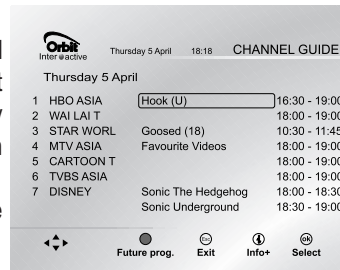 Orbit
Inter active Thursday 5 April 18:18 CHANNEL GUIDE
Thursday 5 April
1 HBO ASIA Hook (U) 16:30 - 19:00
2 WAI LAI T 18:00 - 19:00
3 STAR WORL Goosed (18) 10:30 - 11:45
4 MTV ASIA Favourite Videos 18:00 - 19:00
5 CARTOON T 18:00 - 19:00
6 TVBS ASIA 18:00 - 19:00
7 DISNEY Sonic The Hedgehog 18:00 - 18:30
Sonic Underground 18:30 - 19:00
Esc i ok
Future prog. Exit Info+ Select